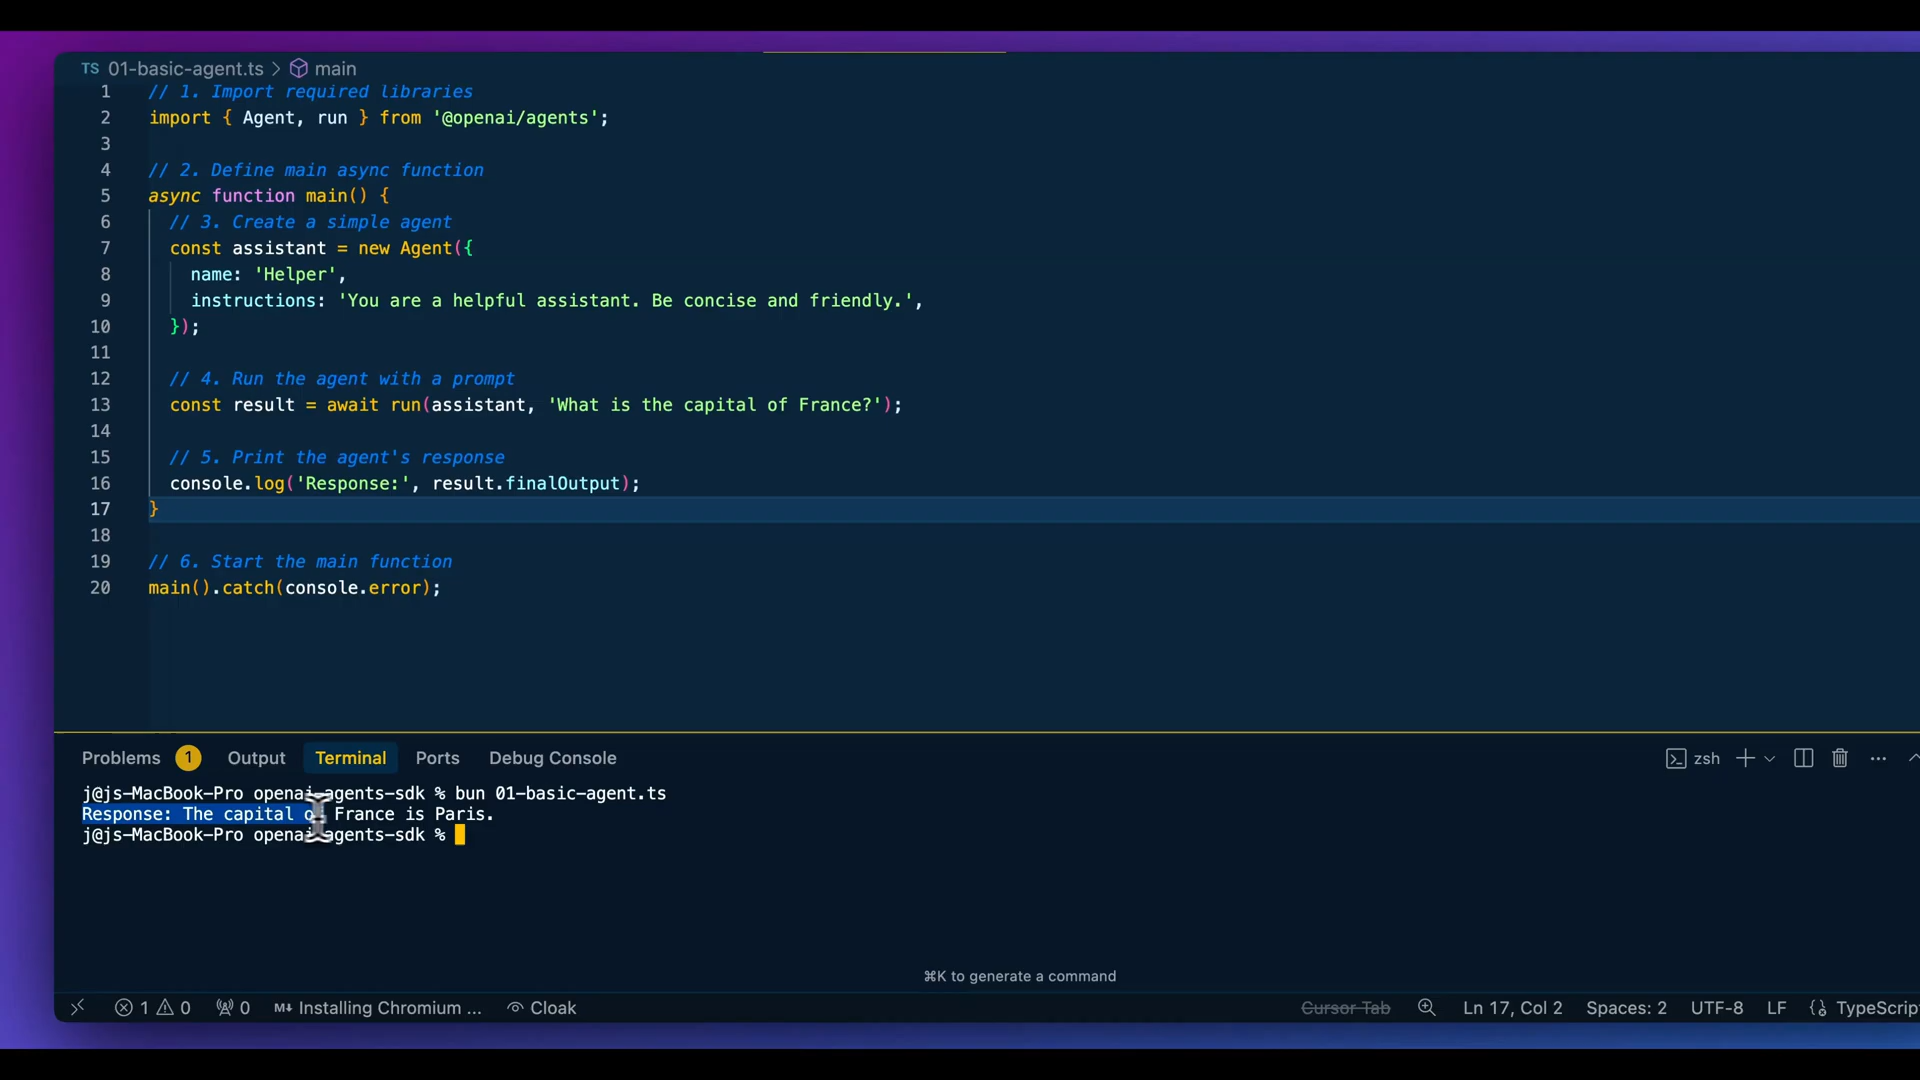 TS 01-basic-agent.ts > main
1 // 1. Import required libraries
2 import { Agent, run } from '@openai/agents';
3
4 // 2. Define main async function
5 async function main() {
6 // 3. Create a simple agent
7 const assistant = new Agent({
8 name: 'Helper',
9 instructions: 'You are a helpful assistant. Be concise and friendly.',
10 });
11
12 // 4. Run the agent with a prompt
13 const result = await run(assistant, 'What is the capital of France?');
14
15 // 5. Print the agent's response
16 console.log('Response:', result.finalOutput);
17 }
18
19 // 6. Start the main function
20 main().catch(console.error);
Problems 1 Output Terminal Ports Debug Console zsh
j@js-MacBook-Pro openai-agents-sdk % bun 01-basic-agent.ts
Response: The capital of France is Paris.
j@js-MacBook-Pro openai-agents-sdk %
⌘K to generate a command
1 0 0 Installing Chromium ... Cloak Cursor Tab Ln 17, Col 2 Spaces: 2 UTF-8 LF TypeScrip